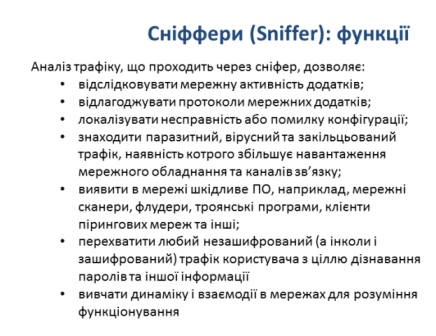 Сніффери (Sniffer): функції
Аналіз трафіку, що проходить через сніфер, дозволяє:
• відслідковувати мережну активність додатків;
• відлагоджувати протоколи мережних додатків;
• локалізувати несправність або помилку конфігурації;
• знаходити паразитний, вірусний та закільцьований
трафік, наявність котрого збільшує навантаження
мережного обладнання та каналів зв’язку;
• виявити в мережі шкідливе ПО, наприклад, мережні
сканери, флудери, троянські програми, клієнти
пірингових мереж та інші;
• перехватити любий незашифрований (а інколи і
зашифрований) трафік користувача з ціллю дізнавання
паролів та іншої інформації
• вивчати динаміку і взаємодії в мережах для розуміння
функціонування